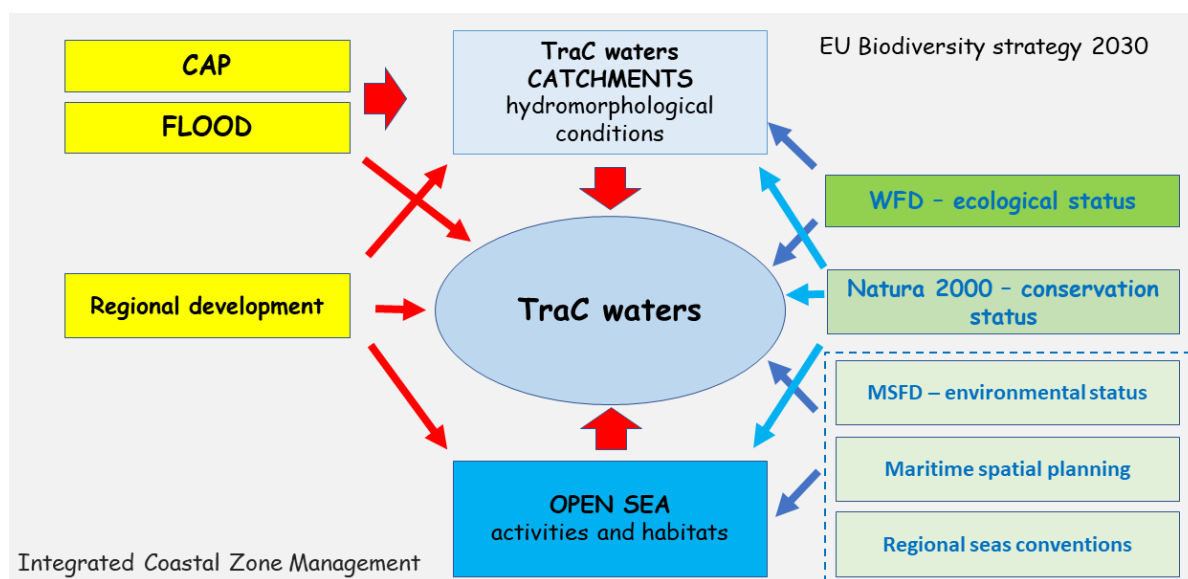 CAP
FLOOD
Regional development
TraC waters
CATCHMENTS
hydromorphological
conditions
TraC waters
OPEN SEA
activities and habitats
EU Biodiversity strategy 2030
WFD – ecological status
Natura 2000 – conservation
status
MSFD – environmental status
Maritime spatial planning
Regional seas conventions
Integrated Coastal Zone Management